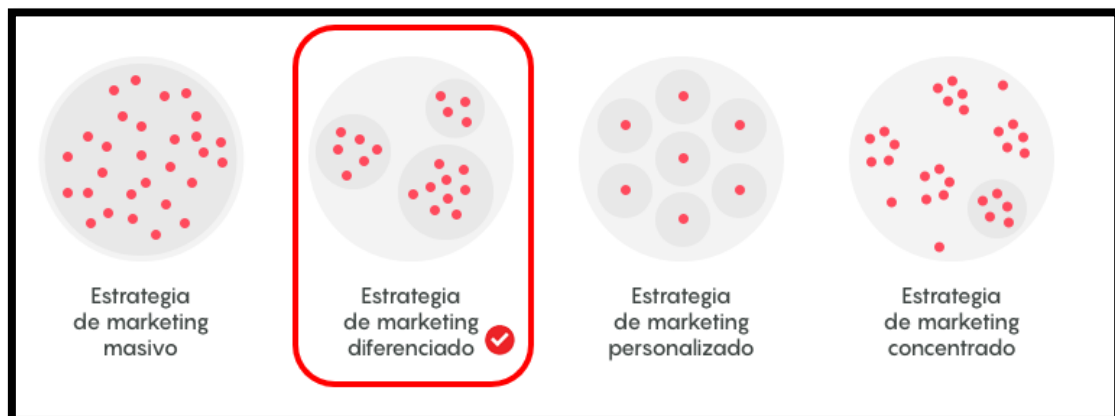 Estrategia
de marketing
masivo
Estrategia
de marketing
diferenciado
Estrategia
de marketing
personalizado
Estrategia
de marketing
concentrado